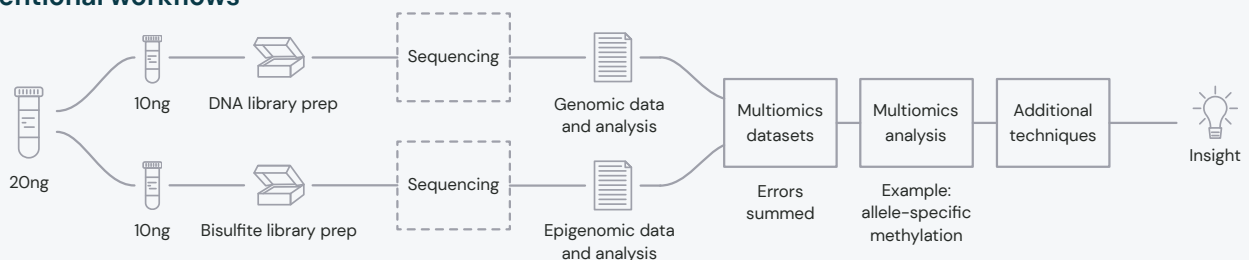 workflows
20ng
10ng
DNA library prep
Sequencing
Genomic data
and analysis
10ng
Bisulfite library prep
Sequencing
Epigenomic data
and analysis
Multiomics
datasets
Errors
summed
Multiomics
analysis
Example:
allele-specific
methylation
Additional
techniques
Insight